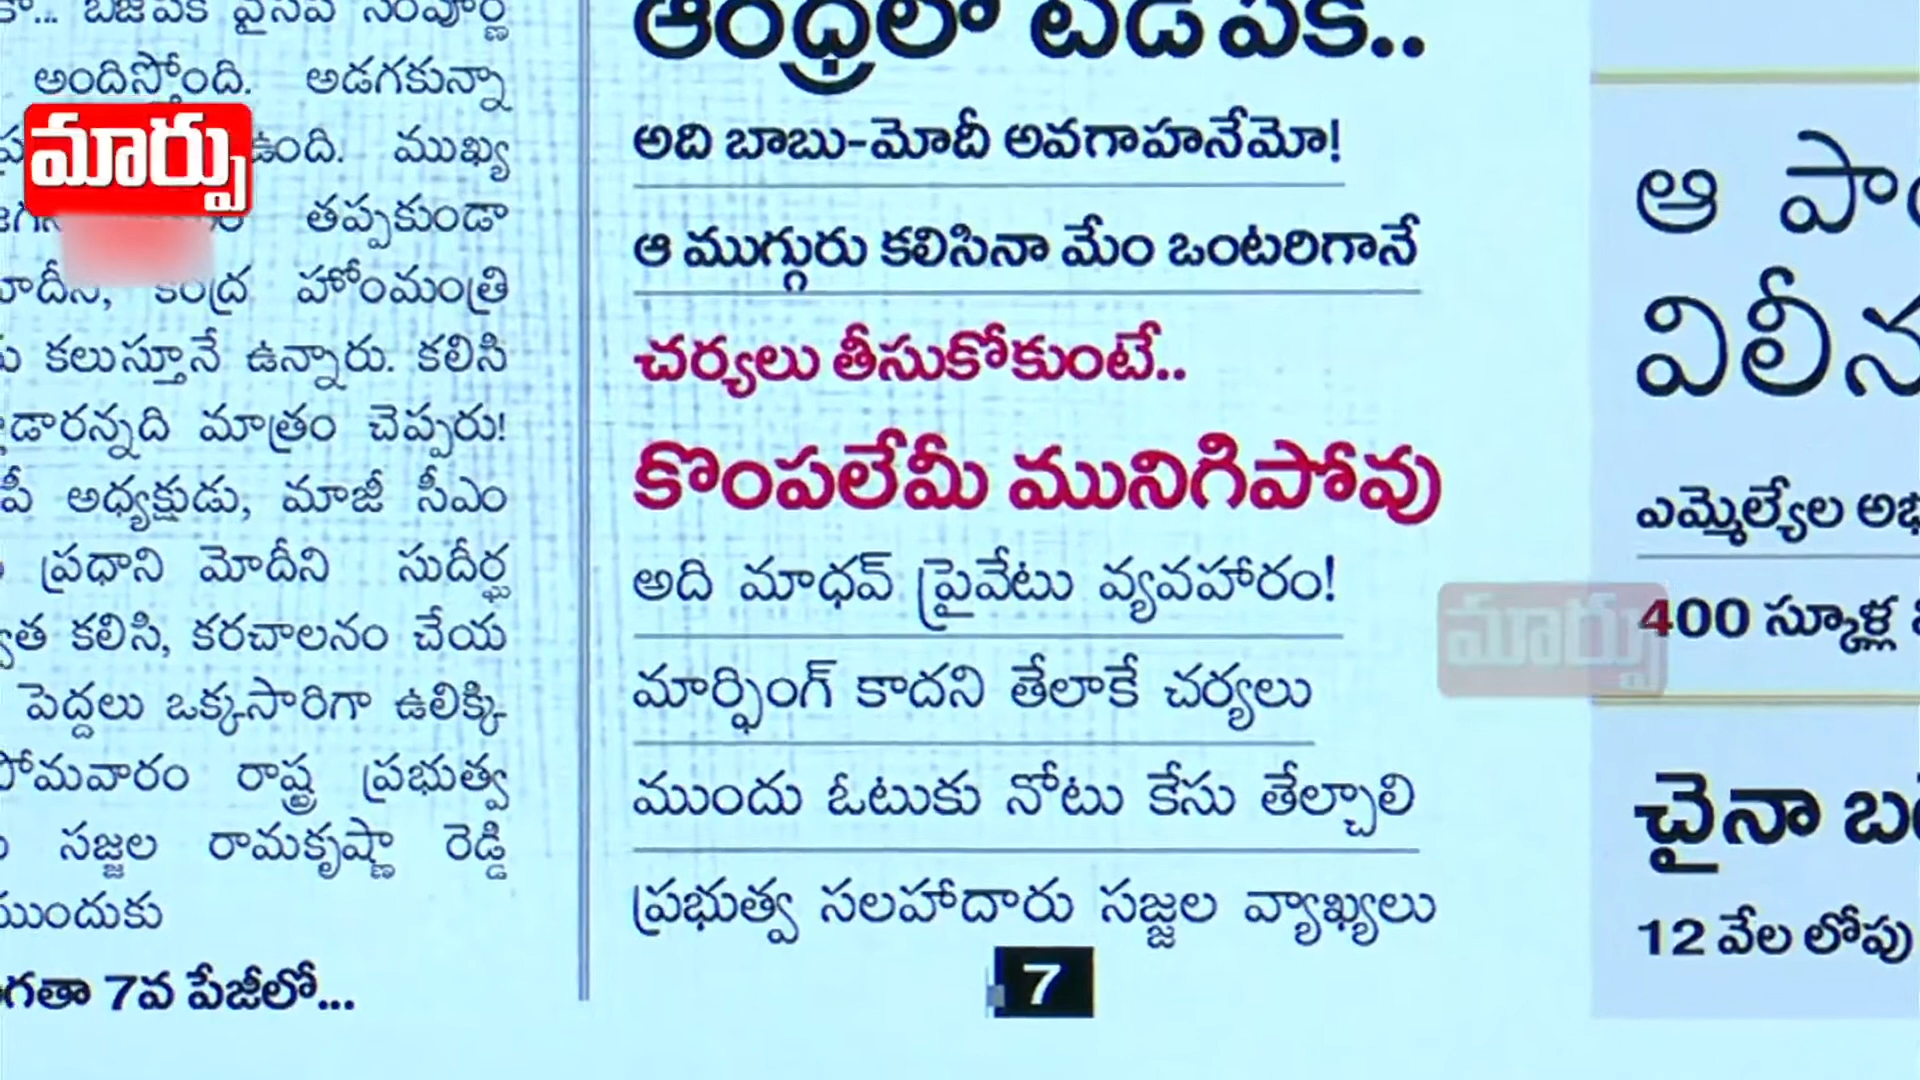 సంపూర్ణ
అందిస్తోంది. అడగకున్నా
మార్పు
ఉంది. ముఖ్య
తప్పకుండా
కేంద్ర హోంమంత్రి
కలుస్తూనే ఉన్నారు. కలిసి
మాత్రం చెప్పరు!
అధ్యక్షుడు, మాజీ సీఎం
ప్రధాని మోదీని సుదీర్ఘ
కలిసి, కరచాలనం చేయ
పెద్దలు ఒక్కసారిగా ఉలిక్కి
రాష్ట్ర ప్రభుత్వ
సజ్జల రామకృష్ణా రెడ్డి
ముందుకు
7వ పేజీలో...
ఆంధ్రలో టీడీపీకి..
అది బాబు-మోదీ అవగాహనేమో!
ఆ ముగ్గురు కలిసినా మేం ఒంటరిగానే
చర్యలు తీసుకోకుంటే..
కొంపలేమీ మునిగిపోవు
అది మాధవ్ ప్రైవేటు వ్యవహారం!
మార్ఫింగ్ కాదని తేలాకే చర్యలు
ముందు ఓటుకు నోటు కేసు తేల్చాలి
ప్రభుత్వ సలహాదారు సజ్జల వ్యాఖ్యలు
7
ఆ
విలీన
ఎమ్మెల్యేల
మార్పు
400 స్కూళ్ల
చైనా
12 వేల లోపు